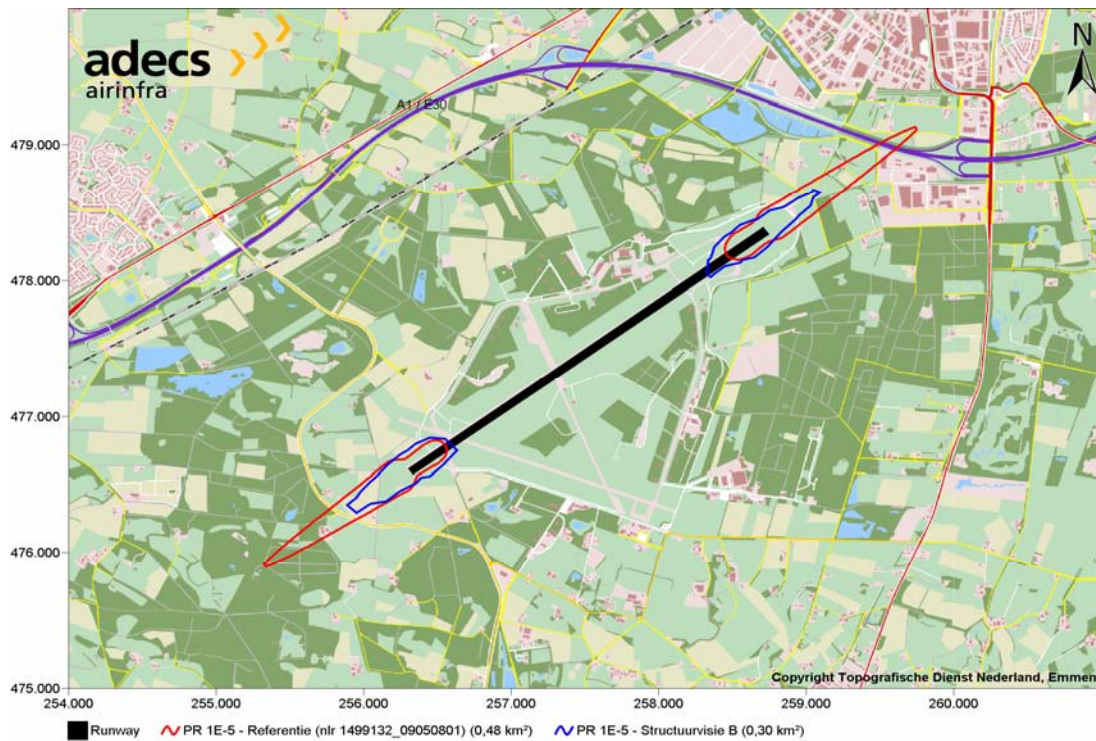 adecs
airinfra
N
A1 / E30
479.000
478.000
477.000
476.000
475.000
Copyright Topografische Dienst Nederland, Emmen
254.000 255.000 256.000 257.000 258.000 259.000 260.000
Runway PR 1E-5 - Referentie (nlr 1499132_09050801) (0,48 km²) PR 1E-5 - Structuurvisie B (0,30 km²)